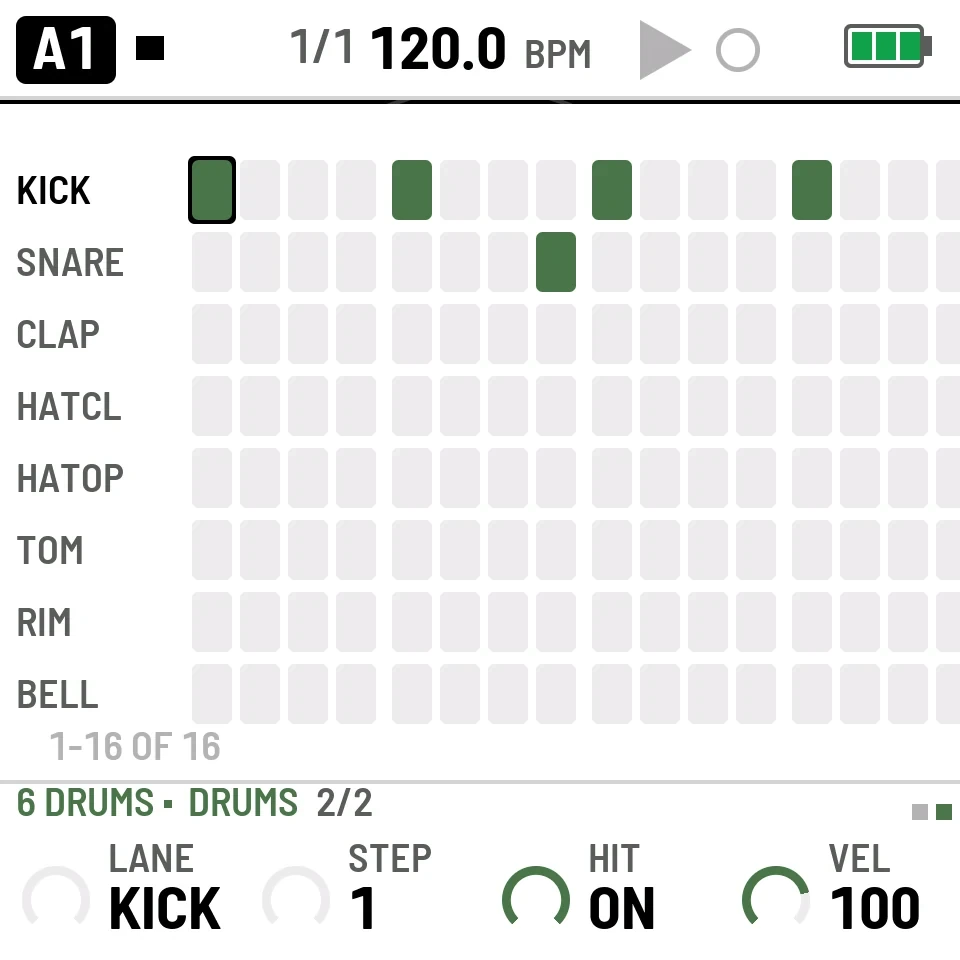 A1 1/1 120.0 BPM
KICK
SNARE
CLAP
HATCL
HATOP
TOM
RIM
BELL
1-16 OF 16
6 DRUMS · DRUMS 2/2
LANE STEP HIT VEL
KICK 1 ON 100